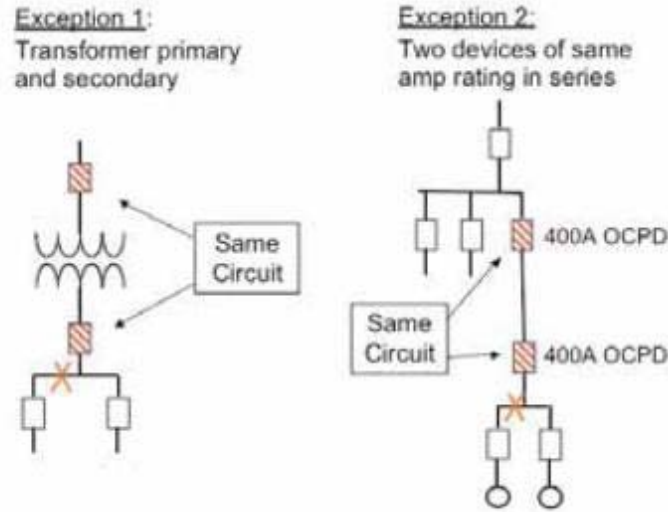 Exception 1:
Transformer primary
and secondary
Same
Circuit
Exception 2:
Two devices of same
amp rating in series
400A OCPD
Same
Circuit
400A OCPD